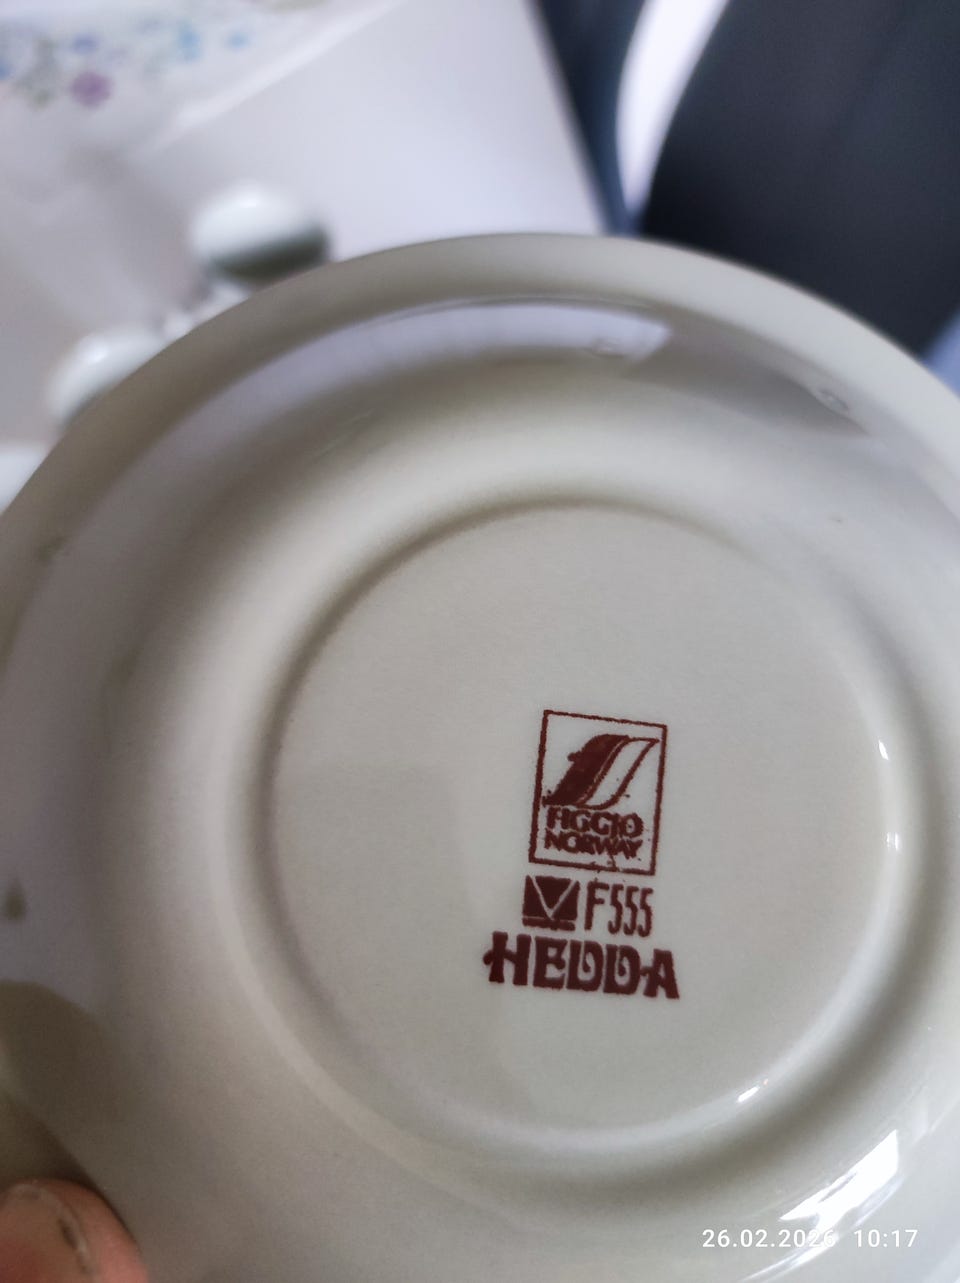 FIGGJO
NORWAY
F555
HEDDA
26.02.2026 10:17